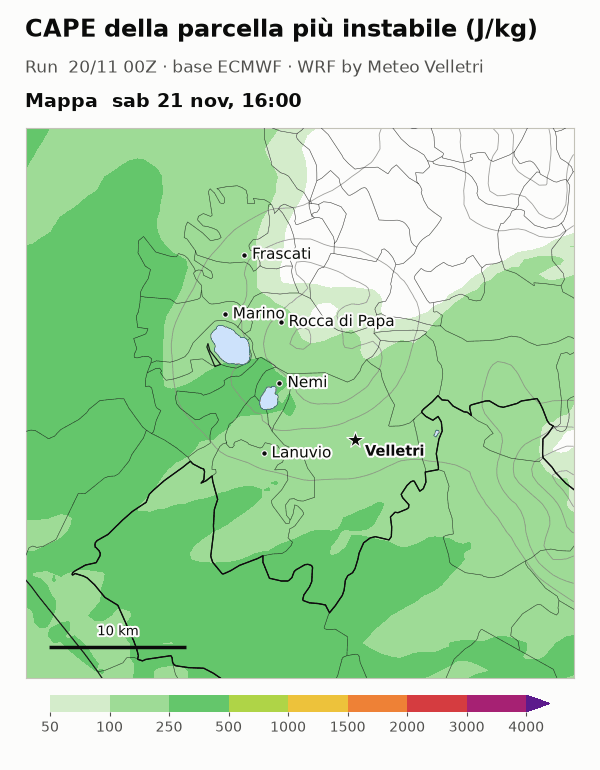 CAPE della parcella più instabile (J/kg)
Run  20/11 00Z · base ECMWF · WRF by Meteo Velletri
Mappa  sab 21 nov, 16:00
Frascati
Marino
Rocca di Papa
Nemi
Velletri
Lanuvio
10 km
50 100 250 500 1000 1500 2000 3000 4000